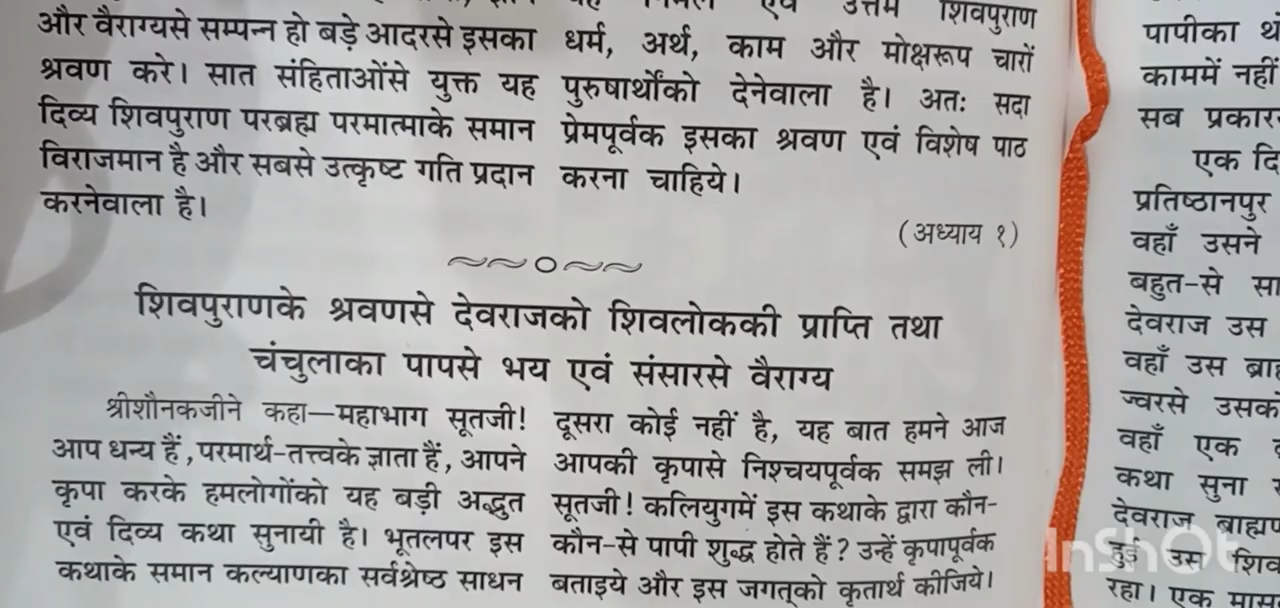 और वैराग्यसे सम्पन्न हो बड़े आदरसे इसका
श्रवण करे। सात संहिताओंसे युक्त यह
दिव्य शिवपुराण परब्रह्म परमात्माके समान
विराजमान है और सबसे उत्कृष्ट गति प्रदान
करनेवाला है।
एवं उत्तम शिवपुराण
धर्म, अर्थ, काम और मोक्षरूप चारों
पुरुषार्थोंको देनेवाला है। अतः सदा
प्रेमपूर्वक इसका श्रवण एवं विशेष पाठ
करना चाहिये।
(अध्याय १)
शिवपुराणके श्रवणसे देवराजको शिवलोककी प्राप्ति तथा
चंचुलाका पापसे भय एवं संसारसे वैराग्य
श्रीशौनकजीने कहा—महाभाग सूतजी!
आप धन्य हैं, परमार्थ-तत्त्वके ज्ञाता हैं, आपने
कृपा करके हमलोगोंको यह बड़ी अद्भुत
एवं दिव्य कथा सुनायी है। भूतलपर इस
कथाके समान कल्याणका सर्वश्रेष्ठ साधन
दूसरा कोई नहीं है, यह बात हमने आज
आपकी कृपासे निश्चयपूर्वक समझ ली।
सूतजी! कलियुगमें इस कथाके द्वारा कौन-
कौन-से पापी शुद्ध होते हैं? उन्हें कृपापूर्वक
बताइये और इस जगत्को कृतार्थ कीजिये।
पापीका
काममें नहीं
सब
एक
प्रतिष्ठानपुर
वहाँ उसने
बहुत-से
देवराज उस
वहाँ उस
ज्वरसे
वहाँ एक
कथा सुना
देवराज
हुई उस
रहा। एक
InShOt